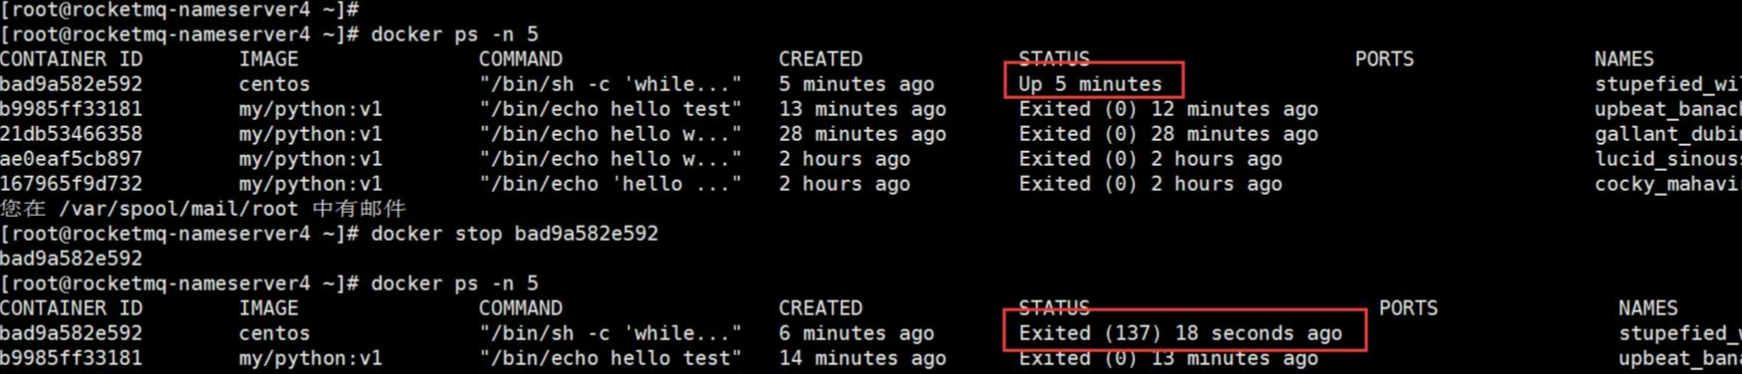 [root@rocketmq-nameserver4 ~]#
[root@rocketmq-nameserver4 ~]# docker ps -n 5
CONTAINER ID IMAGE COMMAND CREATED STATUS PORTS NAMES
bad9a582e592 centos "/bin/sh -c 'while..." 5 minutes ago Up 5 minutes stupefied_wi
b9985ff33181 my/python:v1 "/bin/echo hello test" 13 minutes ago Exited (0) 12 minutes ago upbeat_banach
21db53466358 my/python:v1 "/bin/echo hello w..." 28 minutes ago Exited (0) 28 minutes ago gallant_dubin
ae0eaf5cb897 my/python:v1 "/bin/echo hello w..." 2 hours ago Exited (0) 2 hours ago lucid_sinouss
167965f9d732 my/python:v1 "/bin/echo 'hello ..." 2 hours ago Exited (0) 2 hours ago cocky_mahavir
您在 /var/spool/mail/root 中有邮件
[root@rocketmq-nameserver4 ~]# docker stop bad9a582e592
bad9a582e592
[root@rocketmq-nameserver4 ~]# docker ps -n 5
CONTAINER ID IMAGE COMMAND CREATED STATUS PORTS NAMES
bad9a582e592 centos "/bin/sh -c 'while..." 6 minutes ago Exited (137) 18 seconds ago stupefied_w
b9985ff33181 my/python:v1 "/bin/echo hello test" 14 minutes ago Exited (0) 13 minutes ago upbeat_bana